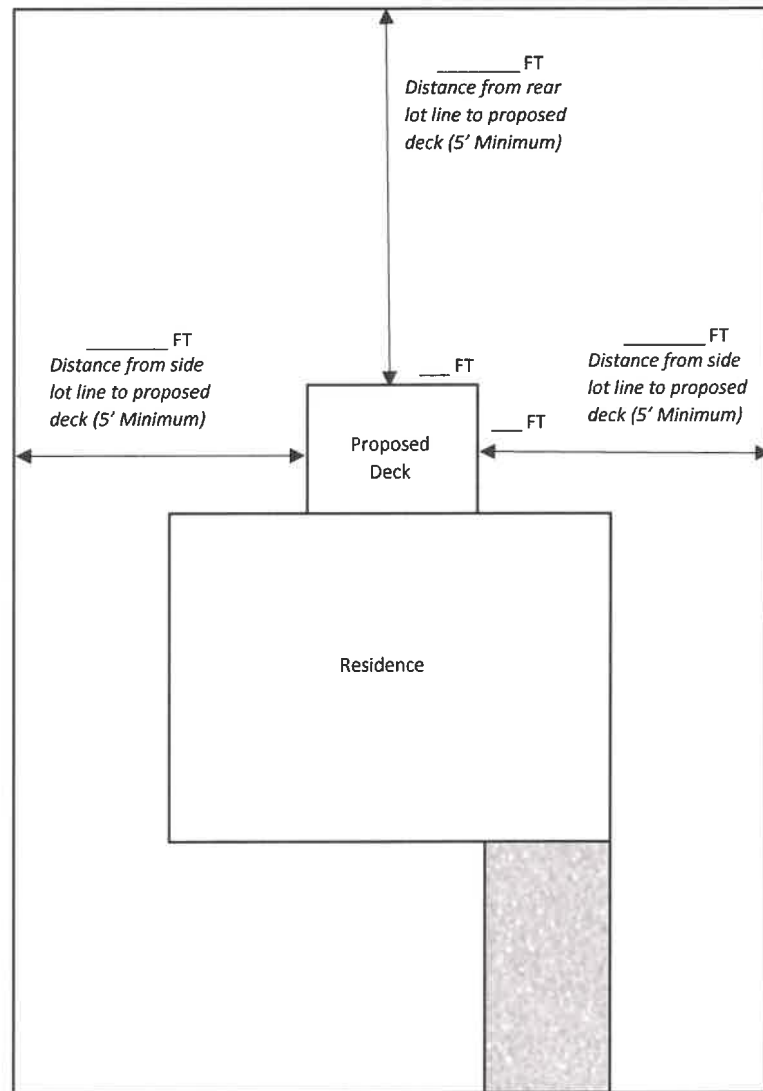 ________ FT
Distance from rear
lot line to proposed
deck (5' Minimum)
________ FT
Distance from side
lot line to proposed
deck (5' Minimum)
___ FT
________ FT
Distance from side
lot line to proposed
deck (5' Minimum)
___ FT
Proposed
Deck
Residence